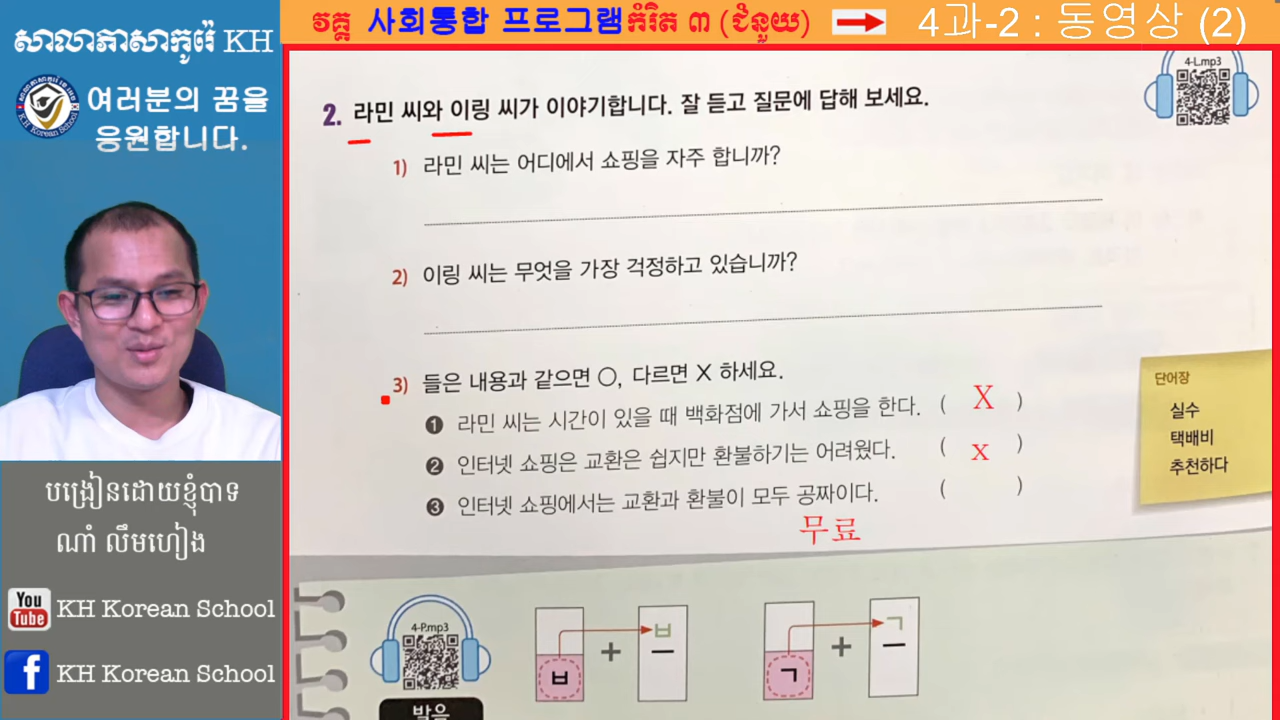 សាលាភាសាកូរ៉េ KH
여러분의 꿈을
응원합니다.
វគ្គ 사회통합 프로그램 កំរិត ៣ (ជំនួយ)
4과-2 : 동영상 (2)
4-L.mp3
2. 라민 씨와 이링 씨가 이야기합니다. 잘 듣고 질문에 답해 보세요.
1) 라민 씨는 어디에서 쇼핑을 자주 합니까?
2) 이링 씨는 무엇을 가장 걱정하고 있습니까?
3) 들은 내용과 같으면 ○, 다르면 X 하세요.
❶ 라민 씨는 시간이 있을 때 백화점에 가서 쇼핑을 한다. ( X )
❷ 인터넷 쇼핑은 교환은 쉽지만 환불하기는 어려웠다. ( x )
❸ 인터넷 쇼핑에서는 교환과 환불이 모두 공짜이다. ( )
무료
단어장
실수
택배비
추천하다
4-P.mp3
발음
ㅂ + ㅂ ㅡ
ㄱ + ㄱ ㅡ
បង្រៀនដោយខ្ញុំបាទ
ណាំ លឹមហៀង
You Tube KH Korean School
f KH Korean School